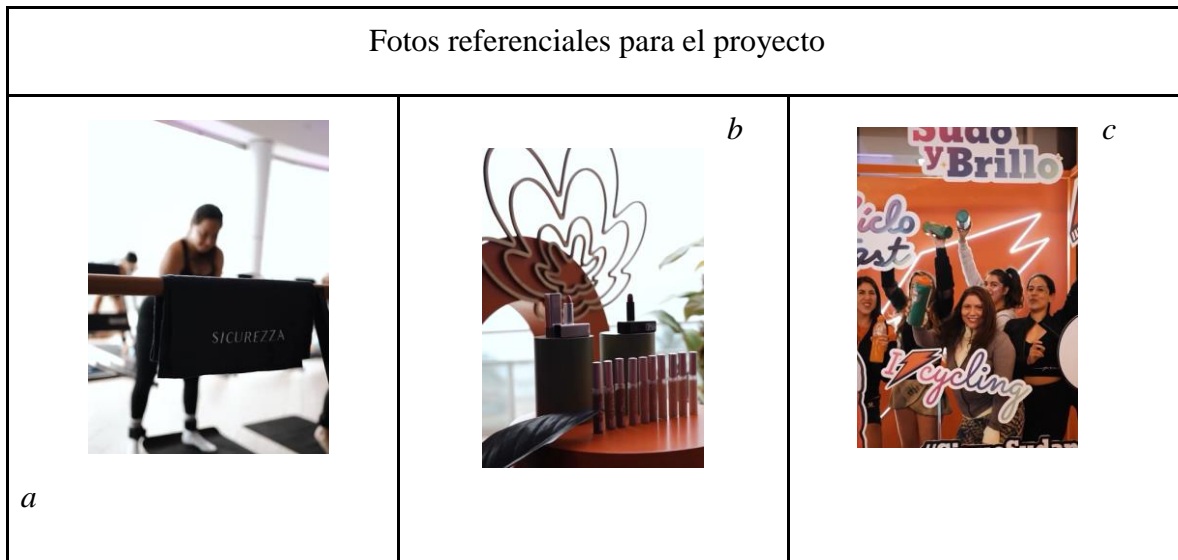 Fotos referenciales para el proyecto
b
c
Sudo
y Brillo
SICUREZZA
I cycling
a